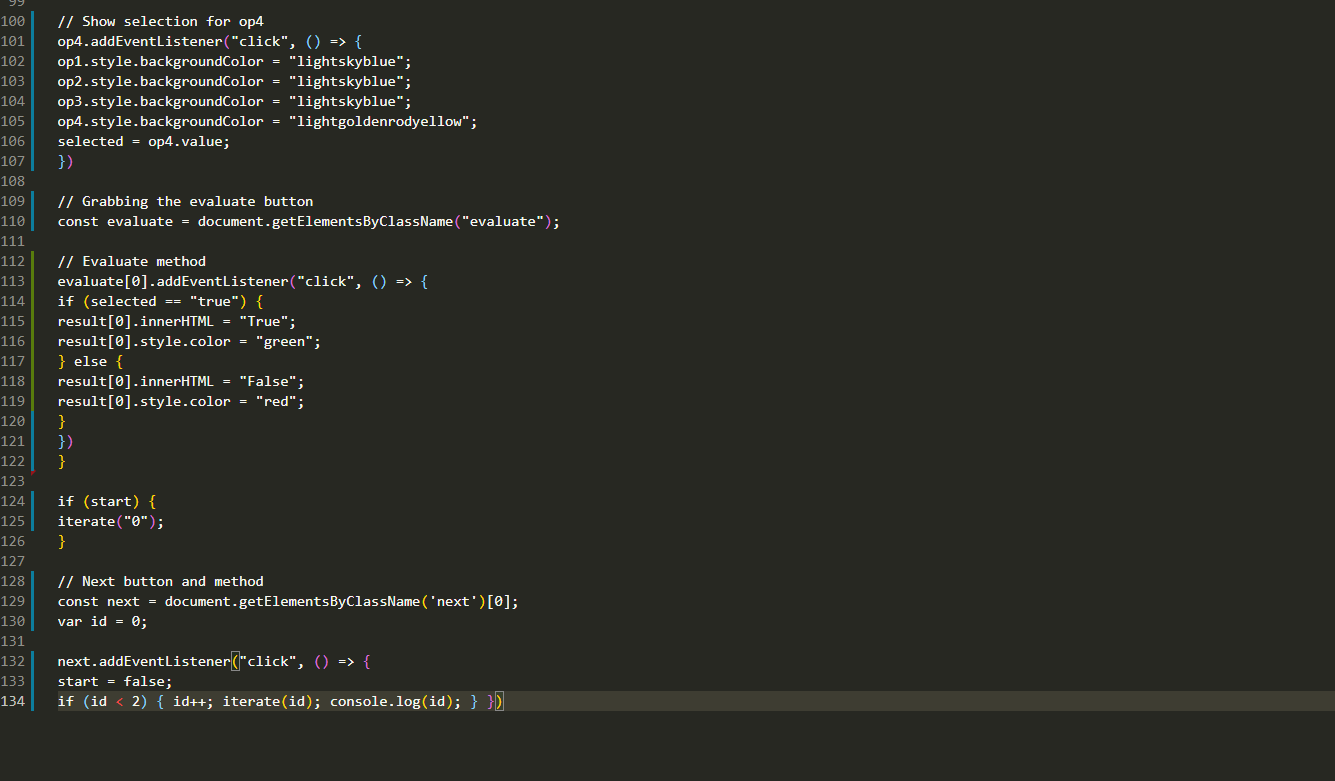 99
100 // Show selection for op4
101 op4.addEventListener("click", () => {
102 op1.style.backgroundColor = "lightskyblue";
103 op2.style.backgroundColor = "lightskyblue";
104 op3.style.backgroundColor = "lightskyblue";
105 op4.style.backgroundColor = "lightgoldenrodyellow";
106 selected = op4.value;
107 })
108
109 // Grabbing the evaluate button
110 const evaluate = document.getElementsByClassName("evaluate");
111
112 // Evaluate method
113 evaluate[0].addEventListener("click", () => {
114 if (selected == "true") {
115 result[0].innerHTML = "True";
116 result[0].style.color = "green";
117 } else {
118 result[0].innerHTML = "False";
119 result[0].style.color = "red";
120 }
121 })
122 }
123
124 if (start) {
125 iterate("0");
126 }
127
128 // Next button and method
129 const next = document.getElementsByClassName('next')[0];
130 var id = 0;
131
132 next.addEventListener("click", () => {
133 start = false;
134 if (id < 2) { id++; iterate(id); console.log(id); } })